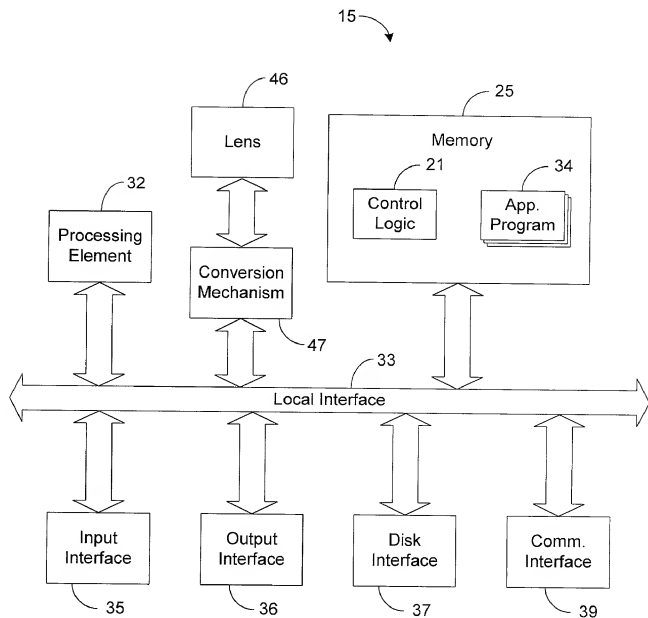 15
46
25
Lens
Memory
32
21
34
Processing
Element
Control
Logic
App.
Program
Conversion
Mechanism
47
33
Local Interface
Input
Interface
Output
Interface
Disk
Interface
Comm.
Interface
35
36
37
39